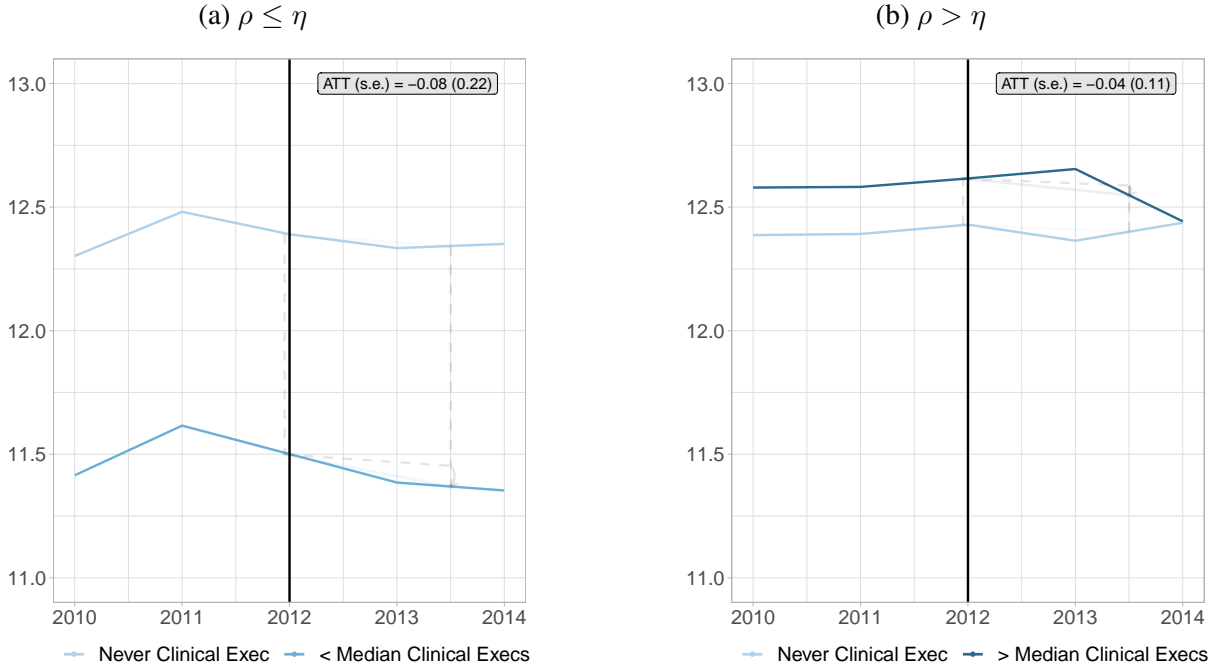 (a) ρ ≤ η
13.0
12.5
12.0
11.5
11.0
ATT (s.e.) = −0.08 (0.22)
2010 2011 2012 2013 2014
Never Clinical Exec < Median Clinical Execs
(b) ρ > η
13.0
12.5
12.0
11.5
11.0
ATT (s.e.) = −0.04 (0.11)
2010 2011 2012 2013 2014
Never Clinical Exec > Median Clinical Execs